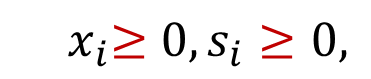 xᵢ ≥ 0, sᵢ ≥ 0,